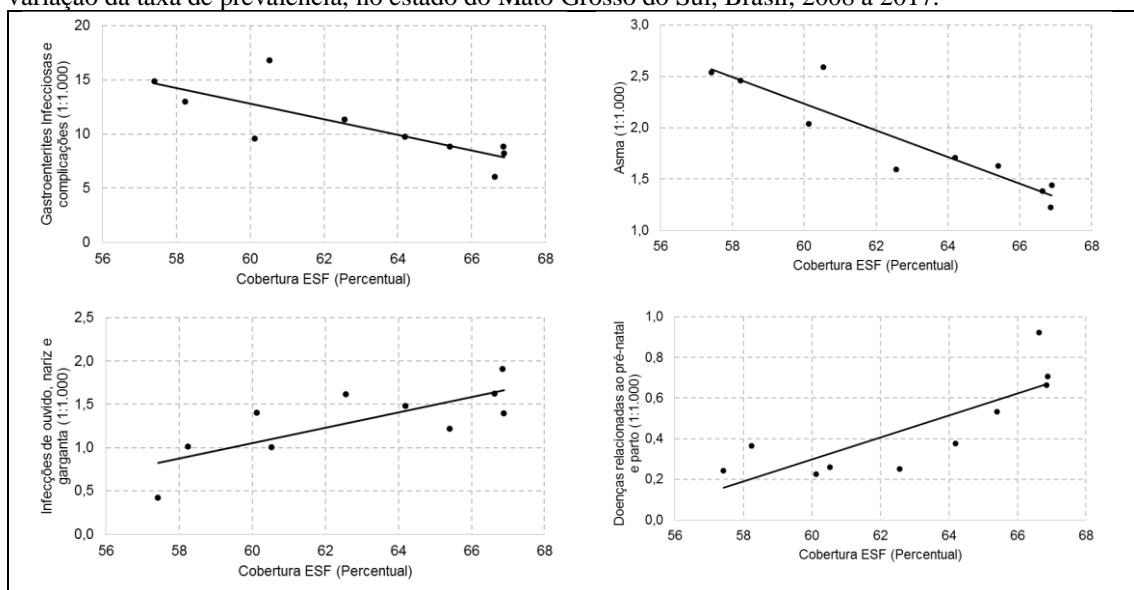 variação da taxa de prevalência, no estado do Mato Grosso do Sul, Brasil, 2008 a 2017.
Gastroenterites Infecciosas e
complicações (1:1.000)
20
15
10
5
0
56 58 60 62 64 66 68
Cobertura ESF (Percentual)
Asma (1:1.000)
3,0
2,5
2,0
1,5
1,0
56 58 60 62 64 66 68
Cobertura ESF (Percentual)
Infecções de ouvido, nariz e
garganta (1:1.000)
2,5
2,0
1,5
1,0
0,5
0,0
56 58 60 62 64 66 68
Cobertura ESF (Percentual)
Doenças relacionadas ao pré-natal
e parto (1:1.000)
1,0
0,8
0,6
0,4
0,2
0,0
56 58 60 62 64 66 68
Cobertura ESF (Percentual)